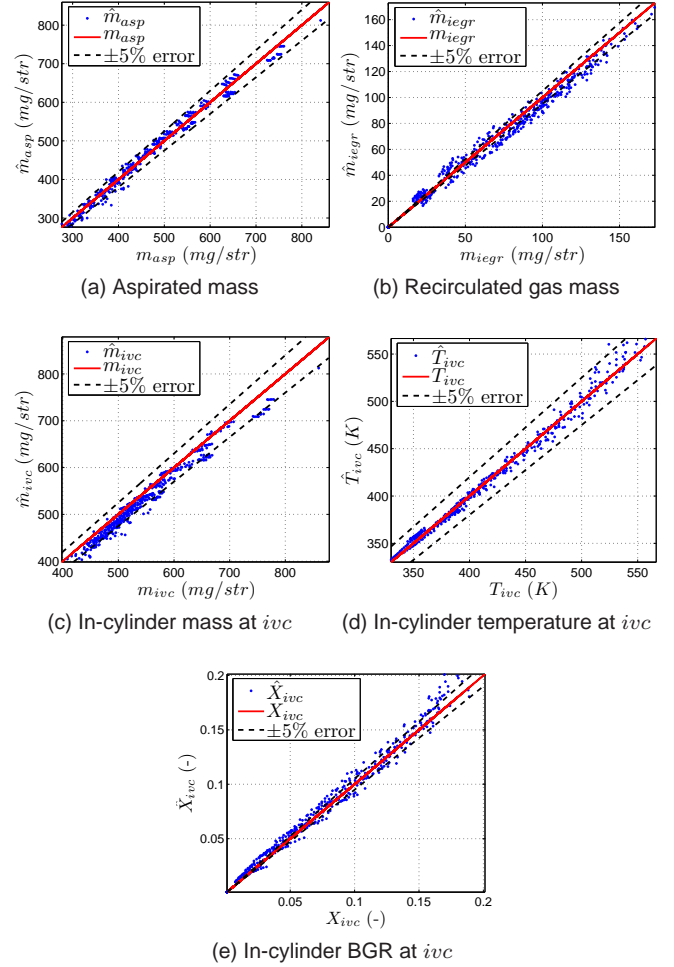 800
700
600
500
400
300
m̂_asp (mg/str)
m̂_asp
m_asp
±5% error
300 400 500 600 700 800
m_asp (mg/str)
(a) Aspirated mass
160
140
120
100
80
60
40
20
0
m̂_iegr (mg/str)
m̂_iegr
m_iegr
±5% error
0 50 100 150
m_iegr (mg/str)
(b) Recirculated gas mass
800
700
600
500
400
m̂_ivc (mg/str)
m̂_ivc
m_ivc
±5% error
400 500 600 700 800
m_ivc (mg/str)
(c) In-cylinder mass at ivc
550
500
450
400
350
T̂_ivc (K)
T̂_ivc
T_ivc
±5% error
350 400 450 500 550
T_ivc (K)
(d) In-cylinder temperature at ivc
0.2
0.15
0.1
0.05
X̂_ivc (-)
X̂_ivc
X_ivc
±5% error
0.05 0.1 0.15 0.2
X_ivc (-)
(e) In-cylinder BGR at ivc